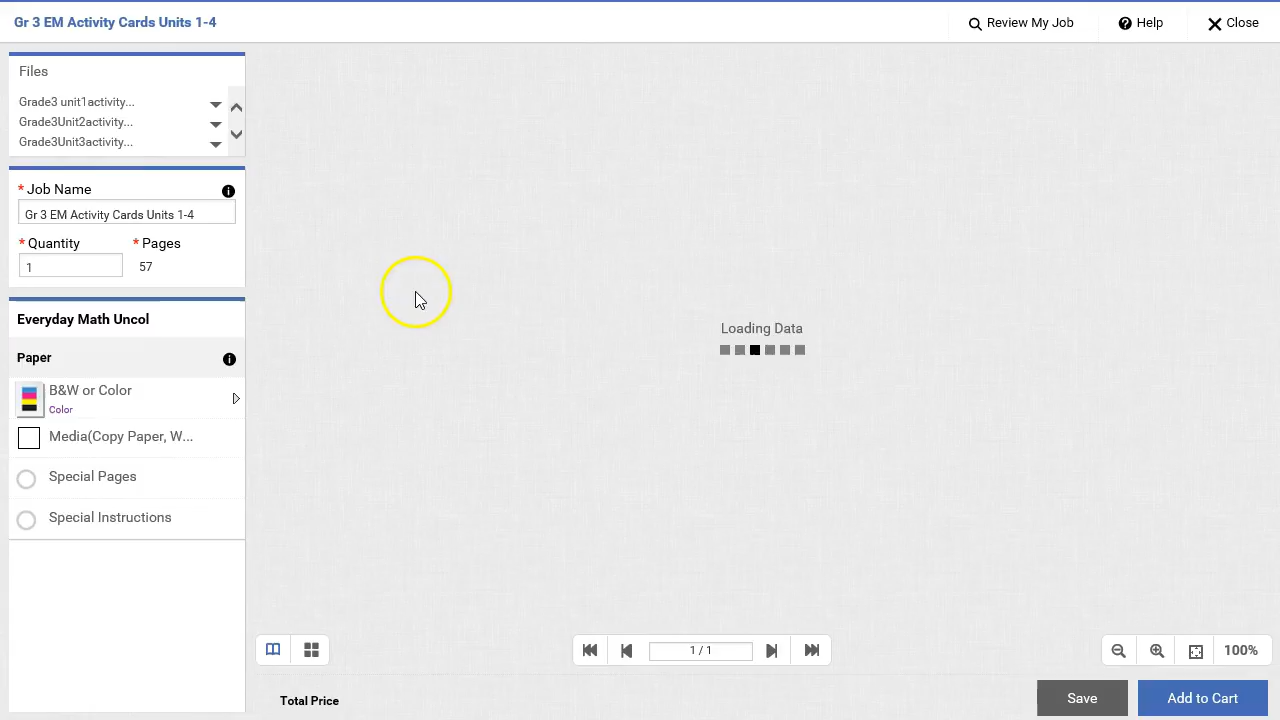 Gr 3 EM Activity Cards Units 1-4
Review My Job
Help
Close
Files
Grade3 unit1activity...
Grade3Unit2activity...
Grade3Unit3activity...
* Job Name
Gr 3 EM Activity Cards Units 1-4
* Quantity
* Pages
1
57
Everyday Math Uncol
Paper
B&W or Color
Color
Media(Copy Paper, W...
Special Pages
Special Instructions
Loading Data
1 / 1
100%
Total Price
Save
Add to Cart